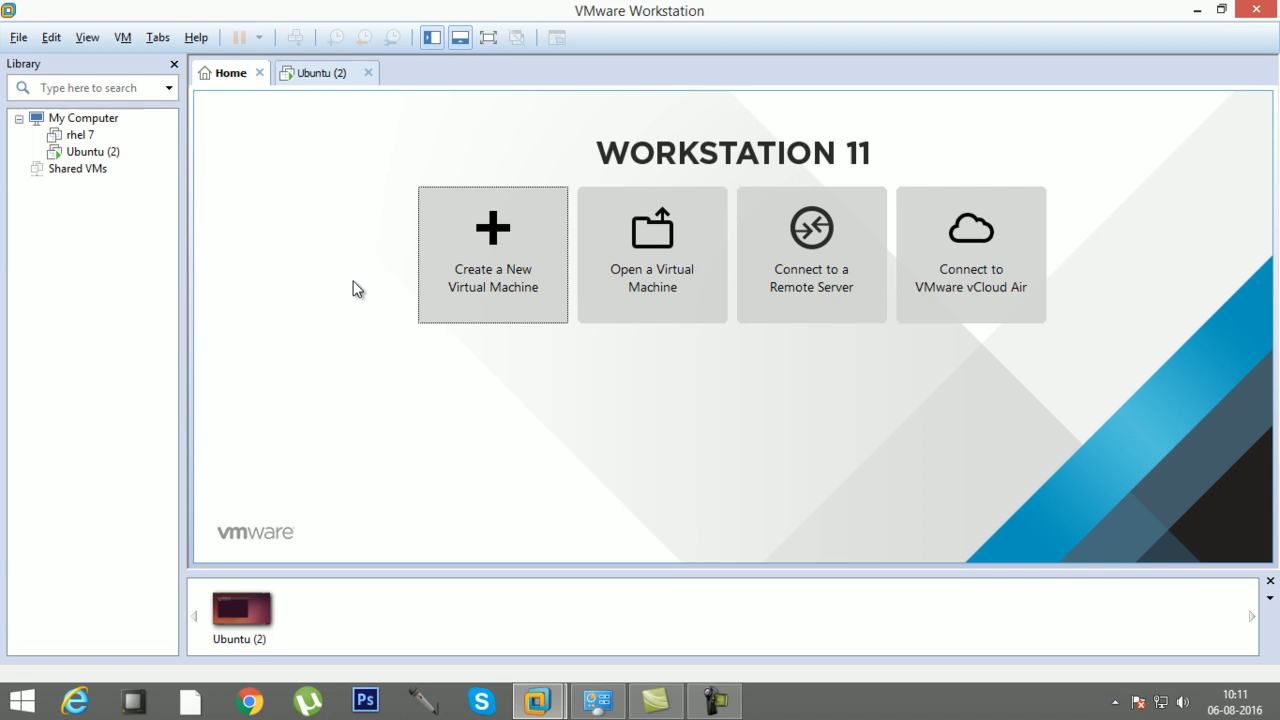 VMware Workstation
File Edit View VM Tabs Help
Library
Type here to search
My Computer
rhel 7
Ubuntu (2)
Shared VMs
Home
Ubuntu (2)
WORKSTATION 11
Create a New
Virtual Machine
Open a Virtual
Machine
Connect to a
Remote Server
Connect to
VMware vCloud Air
vmware
Ubuntu (2)
Ps
10:11
06-08-2016